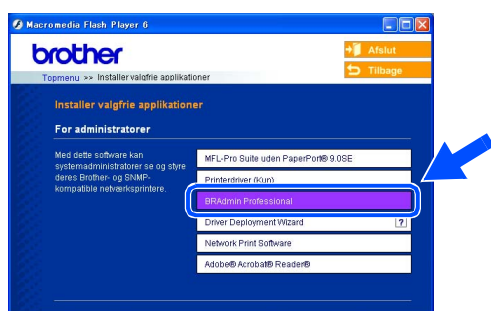 Macromedia Flash Player 6
brother
Afslut
Topmenu >> Installer valgfrie applikationer
Tilbage
Installer valgfrie applikationer
For administratorer
Med dette software kan
systemadministratorer se og styre
deres Brother- og SNMP-
kompatible netværksprintere.
MFL-Pro Suite uden PaperPort® 9.0SE
Printerdriver (Kun)
BRAdmin Professional
Driver Deployment Wizard
?
Network Print Software
Adobe® Acrobat® Reader®